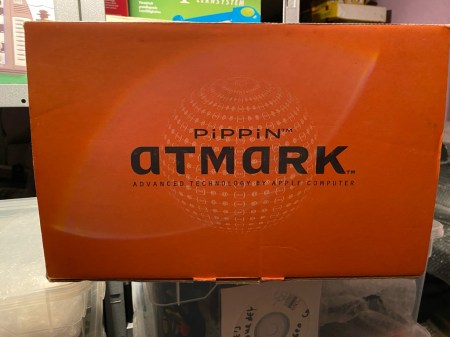 PiPPiN™
aTMaRK™
ADVANCED TECHNOLOGY BY APPLE COMPUTER